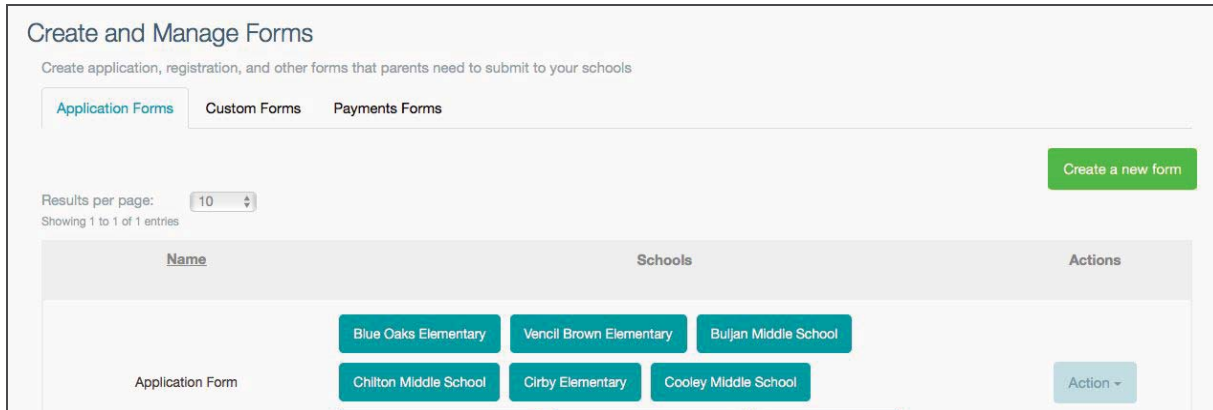 Create and Manage Forms
Create application, registration, and other forms that parents need to submit to your schools
Application Forms Custom Forms Payments Forms
Create a new form
Results per page: 10
Showing 1 to 1 of 1 entries
Name Schools Actions
Blue Oaks Elementary Vencil Brown Elementary Buljan Middle School
Application Form Chilton Middle School Cirby Elementary Cooley Middle School Action